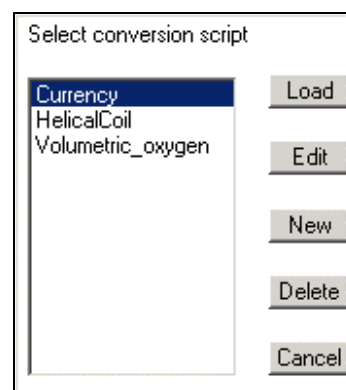 Select conversion script
Currency
HelicalCoil
Volumetric_oxygen
Load
Edit
New
Delete
Cancel